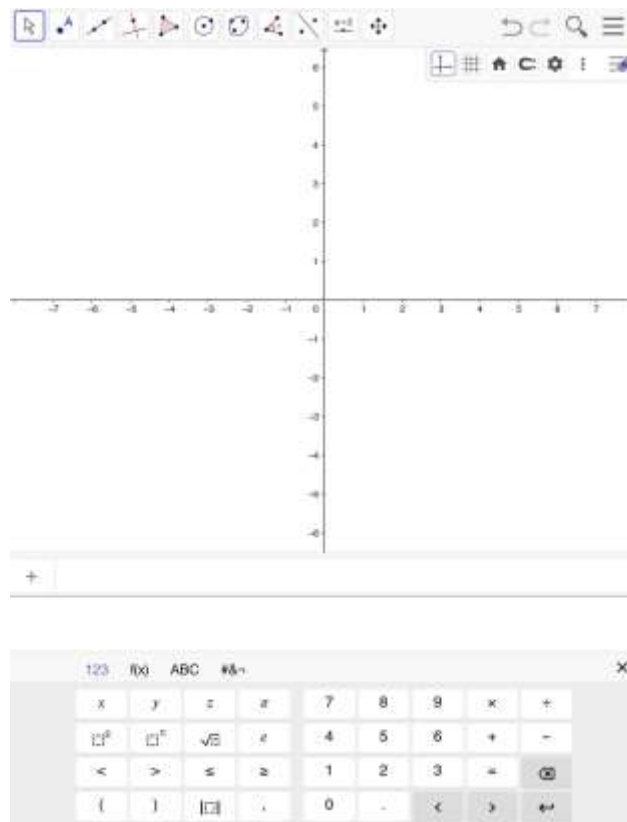 A
a=2
6
5
4
3
2
1
-7 -6 -5 -4 -3 -2 -1 0 1 2 3 4 5 6 7
-1
-2
-3
-4
-5
-6
+
123 f(x) ABC #&¬ ×
x y z π 7 8 9 × ÷
√ e 4 5 6 + −
< > ≤ ≥ 1 2 3 =
( ) , 0 . < >